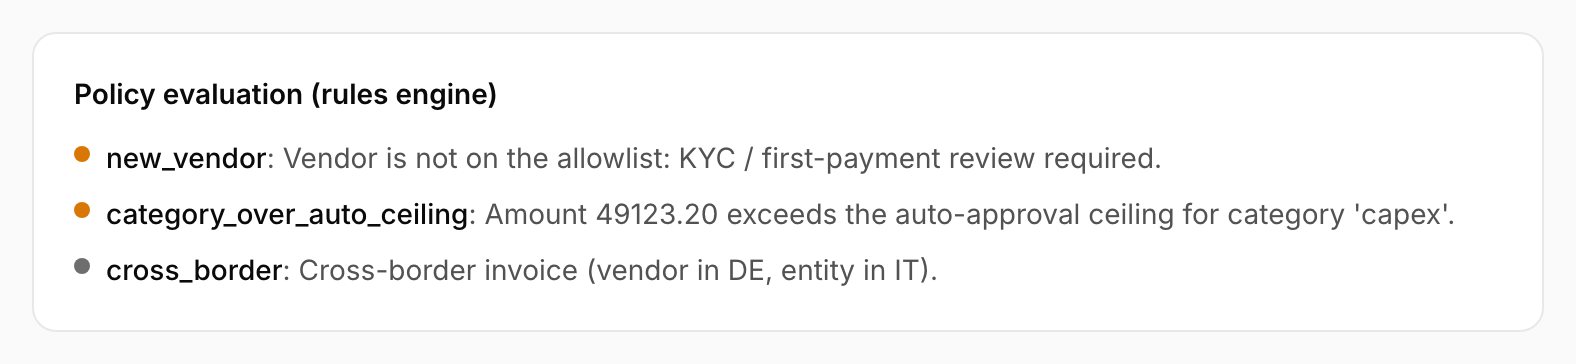 Policy evaluation (rules engine)
new_vendor: Vendor is not on the allowlist: KYC / first-payment review required.
category_over_auto_ceiling: Amount 49123.20 exceeds the auto-approval ceiling for category 'capex'.
cross_border: Cross-border invoice (vendor in DE, entity in IT).